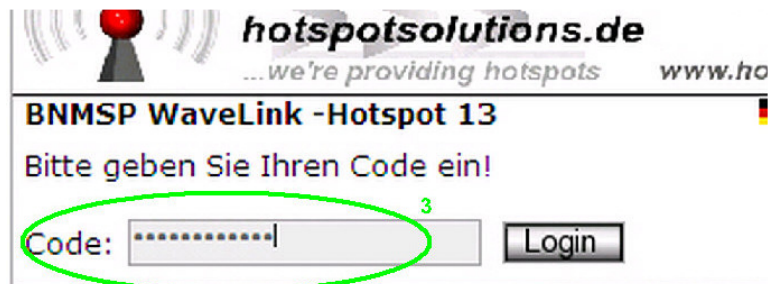 hotspotsolutions.de
...we're providing hotspots www.ho
BNMSP WaveLink -Hotspot 13
Bitte geben Sie Ihren Code ein!
3
Code: ************ Login